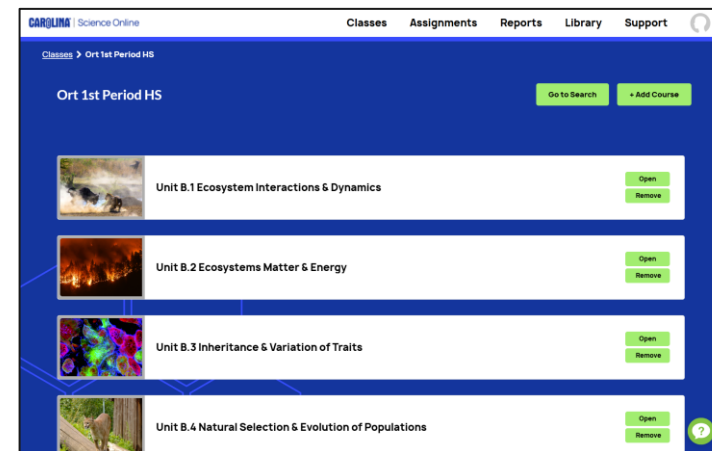 CAROLINA | Science Online
Classes Assignments Reports Library Support
Classes > Ort 1st Period HS
Ort 1st Period HS
Go to Search + Add Course
Unit B.1 Ecosystem Interactions & Dynamics
Open
Remove
Unit B.2 Ecosystems Matter & Energy
Open
Remove
Unit B.3 Inheritance & Variation of Traits
Open
Remove
Unit B.4 Natural Selection & Evolution of Populations
Open
Remove
?